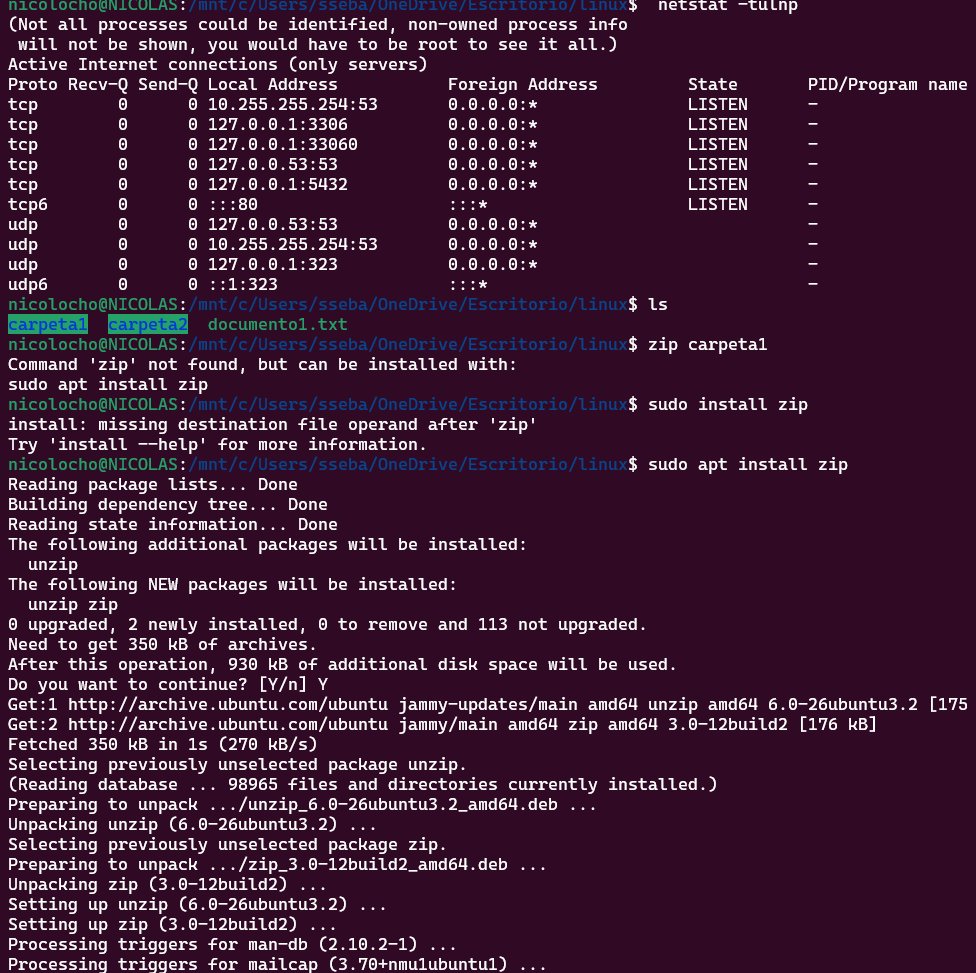 nicolocho@NICOLAS:/mnt/c/Users/sseba/OneDrive/Escritorio/linux$  netstat -tulnp
(Not all processes could be identified, non-owned process info
 will not be shown, you would have to be root to see it all.)
Active Internet connections (only servers)
Proto Recv-Q Send-Q Local Address           Foreign Address         State       PID/Program name
tcp        0      0 10.255.255.254:53       0.0.0.0:*               LISTEN      -
tcp        0      0 127.0.0.1:3306          0.0.0.0:*               LISTEN      -
tcp        0      0 127.0.0.1:33060         0.0.0.0:*               LISTEN      -
tcp        0      0 127.0.0.53:53           0.0.0.0:*               LISTEN      -
tcp        0      0 127.0.0.1:5432          0.0.0.0:*               LISTEN      -
tcp6       0      0 :::80                   :::*                    LISTEN      -
udp        0      0 127.0.0.53:53           0.0.0.0:*                           -
udp        0      0 10.255.255.254:53       0.0.0.0:*                           -
udp        0      0 127.0.0.1:323           0.0.0.0:*                           -
udp6       0      0 ::1:323                 :::*                                -
nicolocho@NICOLAS:/mnt/c/Users/sseba/OneDrive/Escritorio/linux$ ls
carpeta1  carpeta2  documento1.txt
nicolocho@NICOLAS:/mnt/c/Users/sseba/OneDrive/Escritorio/linux$ zip carpeta1
Command 'zip' not found, but can be installed with:
sudo apt install zip
nicolocho@NICOLAS:/mnt/c/Users/sseba/OneDrive/Escritorio/linux$ sudo install zip
install: missing destination file operand after 'zip'
Try 'install --help' for more information.
nicolocho@NICOLAS:/mnt/c/Users/sseba/OneDrive/Escritorio/linux$ sudo apt install zip
Reading package lists... Done
Building dependency tree... Done
Reading state information... Done
The following additional packages will be installed:
  unzip
The following NEW packages will be installed:
  unzip zip
0 upgraded, 2 newly installed, 0 to remove and 113 not upgraded.
Need to get 350 kB of archives.
After this operation, 930 kB of additional disk space will be used.
Do you want to continue? [Y/n] Y
Get:1 http://archive.ubuntu.com/ubuntu jammy-updates/main amd64 unzip amd64 6.0-26ubuntu3.2 [175
Get:2 http://archive.ubuntu.com/ubuntu jammy/main amd64 zip amd64 3.0-12build2 [176 kB]
Fetched 350 kB in 1s (270 kB/s)
Selecting previously unselected package unzip.
(Reading database ... 98965 files and directories currently installed.)
Preparing to unpack .../unzip_6.0-26ubuntu3.2_amd64.deb ...
Unpacking unzip (6.0-26ubuntu3.2) ...
Selecting previously unselected package zip.
Preparing to unpack .../zip_3.0-12build2_amd64.deb ...
Unpacking zip (3.0-12build2) ...
Setting up unzip (6.0-26ubuntu3.2) ...
Setting up zip (3.0-12build2) ...
Processing triggers for man-db (2.10.2-1) ...
Processing triggers for mailcap (3.70+nmu1ubuntu1) ...